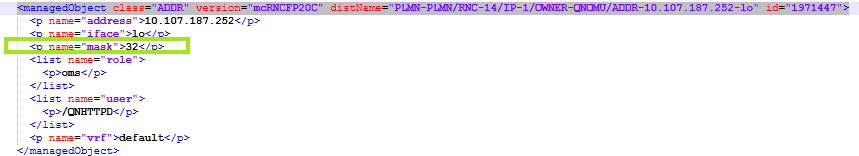 <managedObject class="ADDR" version="mcRNCFP20C" distName="PLMN-PLMN/RNC-14/IP-1/OWNER-QNOMU/ADDR-10.107.187.252-lo" id="1971447">
<p name="address">10.107.187.252</p>
<p name="iface">lo</p>
<p name="mask">32</p>
<list name="role">
<p>oms</p>
</list>
<list name="user">
<p>/QNHTTPD</p>
</list>
<p name="vrf">default</p>
</managedObject>